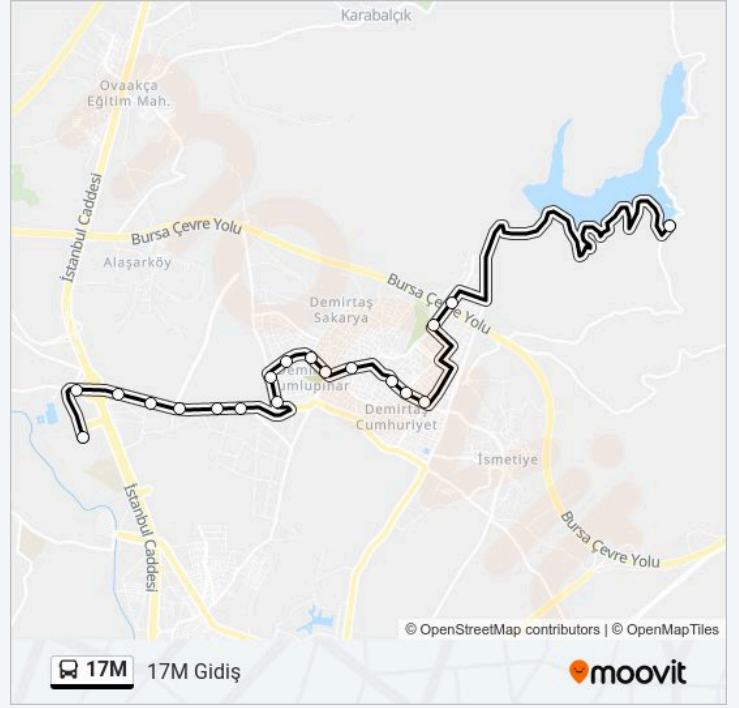 Karabalçık
Ovaakça
Eğitim Mah.
İstanbul Caddesi
Bursa Çevre Yolu
Alaşarköy
Bursa Çevre Yolu
Demirtaş
Sakarya
Demirtaş
Cumhuriyet
İsmetiye
İstanbul Caddesi
Bursa Çevre Yolu
© OpenStreetMap contributors | © OpenMapTiles
17M
17M Gidiş
moovit